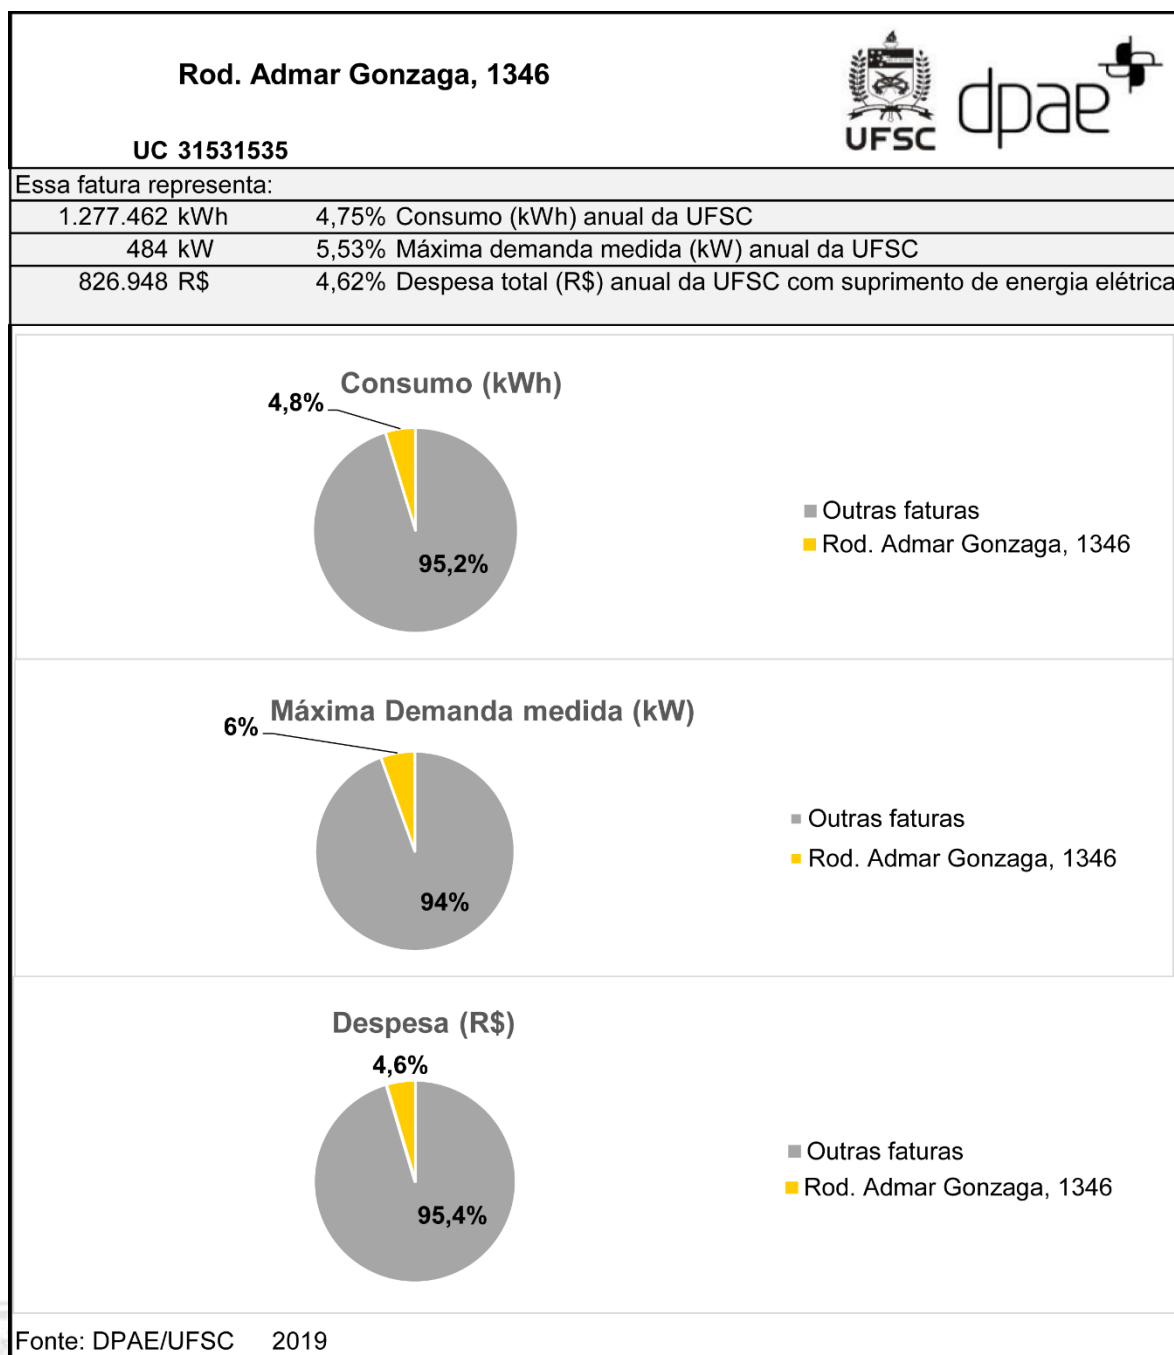 Rod. Admar Gonzaga, 1346
UFSC
dpae
UC 31531535
Essa fatura representa:
1.277.462 kWh 4,75% Consumo (kWh) anual da UFSC
484 kW 5,53% Máxima demanda medida (kW) anual da UFSC
826.948 R$ 4,62% Despesa total (R$) anual da UFSC com suprimento de energia elétrica
Consumo (kWh)
4,8%
95,2%
Outras faturas
Rod. Admar Gonzaga, 1346
Máxima Demanda medida (kW)
6%
94%
Outras faturas
Rod. Admar Gonzaga, 1346
Despesa (R$)
4,6%
95,4%
Outras faturas
Rod. Admar Gonzaga, 1346
Fonte: DPAE/UFSC 2019